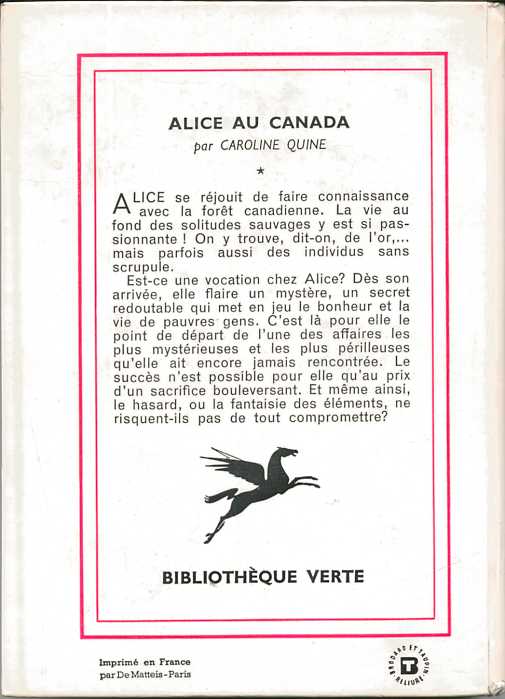 ALICE AU CANADA
par CAROLINE QUINE
*
ALICE se réjouit de faire connaissance
avec la forêt canadienne. La vie au
fond des solitudes sauvages y est si pas-
sionnante ! On y trouve, dit-on, de l'or,...
mais parfois aussi des individus sans
scrupule.
Est-ce une vocation chez Alice? Dès son
arrivée, elle flaire un mystère, un secret
redoutable qui met en jeu le bonheur et la
vie de pauvres gens. C'est là pour elle le
point de départ de l'une des affaires les
plus mystérieuses et les plus périlleuses
qu'elle ait encore jamais rencontrée. Le
succès n'est possible pour elle qu'au prix
d'un sacrifice bouleversant. Et même ainsi,
le hasard, ou la fantaisie des éléments, ne
risquent-ils pas de tout compromettre?
BIBLIOTHÈQUE VERTE
Imprimé en France
par De Matteis-Paris
BRODARD ET TAUPIN
RELIURE